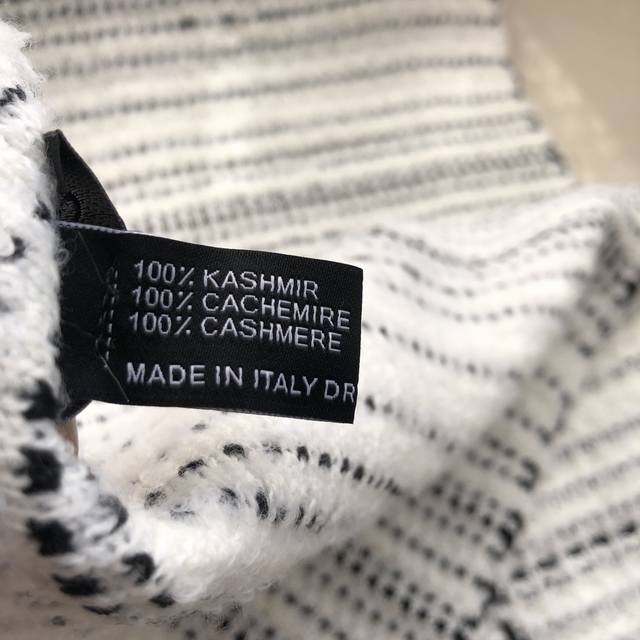 100% KASHMIR
100% CACHEMIRE
100% CASHMERE
MADE IN ITALY DR